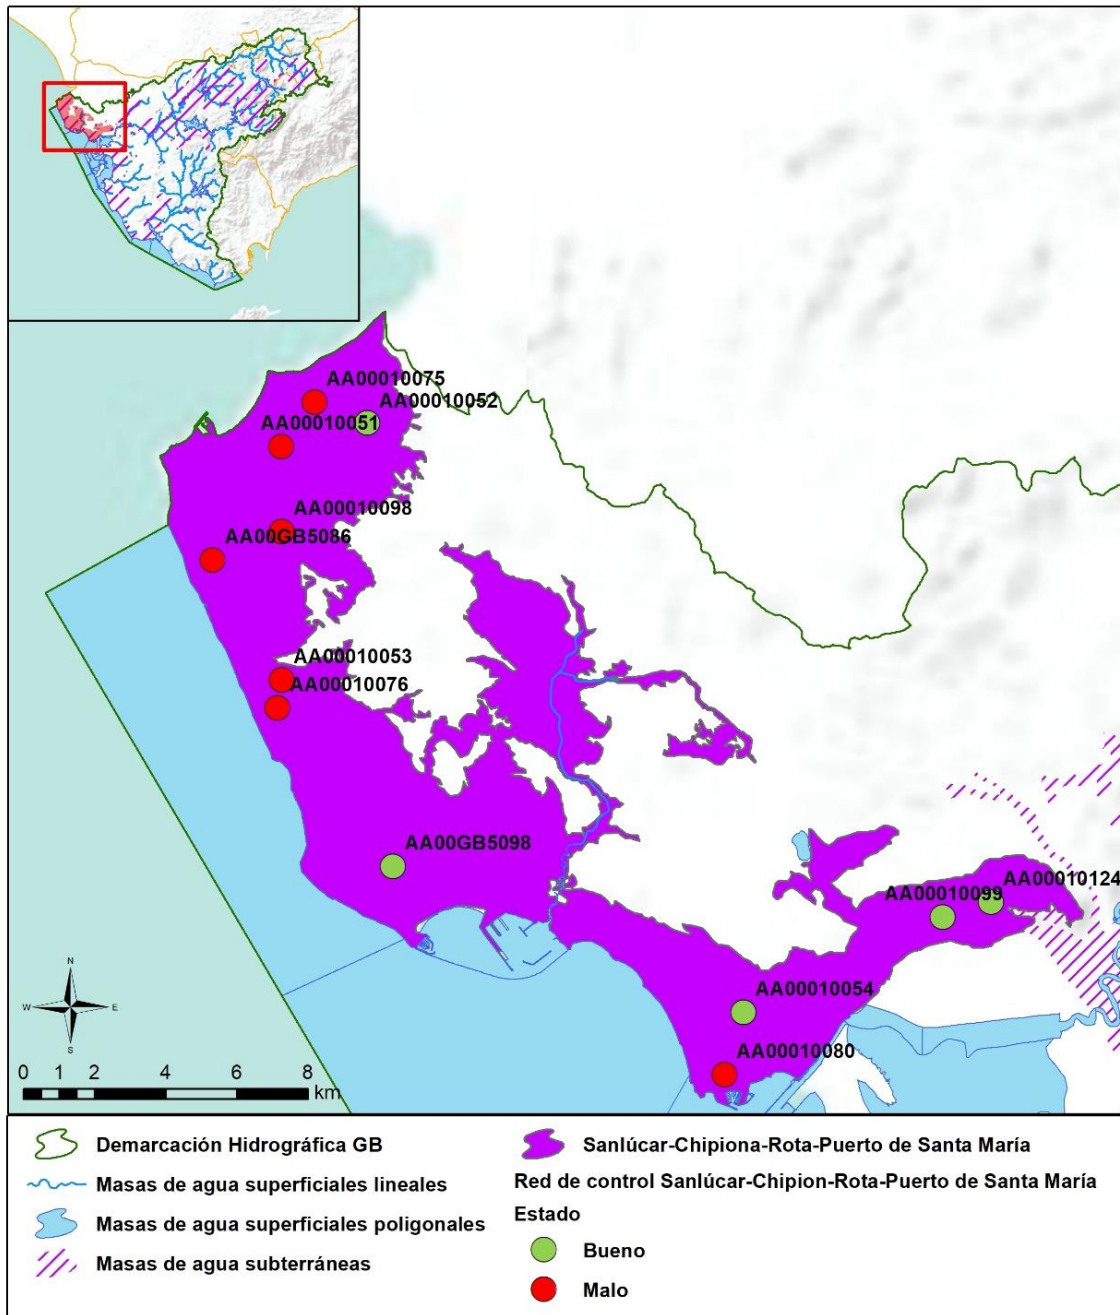 AA00010075
AA00010052
AA00010051
AA00010098
AA00GB5086
AA00010053
AA00010076
AA00GB5098
AA00010124
AA00010099
AA00010054
AA00010080
N
W E
S
0 1 2 4 6 8
km
Demarcación Hidrográfica GB
Masas de agua superficiales lineales
Masas de agua superficiales poligonales
Masas de agua subterráneas
Sanlúcar-Chipiona-Rota-Puerto de Santa María
Red de control Sanlúcar-Chipion-Rota-Puerto de Santa María
Estado
Bueno
Malo